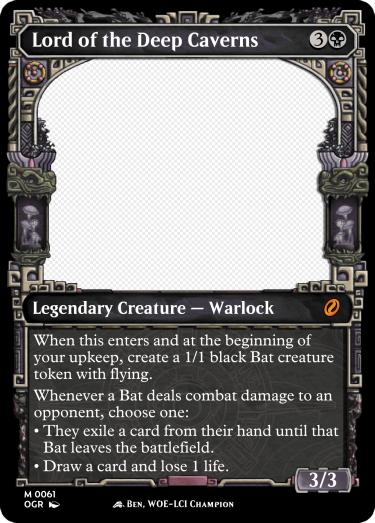 Lord of the Deep Caverns 3
Legendary Creature — Warlock
When this enters and at the beginning of
your upkeep, create a 1/1 black Bat creature
token with flying.
Whenever a Bat deals combat damage to an
opponent, choose one:
• They exile a card from their hand until that
Bat leaves the battlefield.
• Draw a card and lose 1 life.
3/3
M 0061
OGR
Ben, WOE-LCI Champion